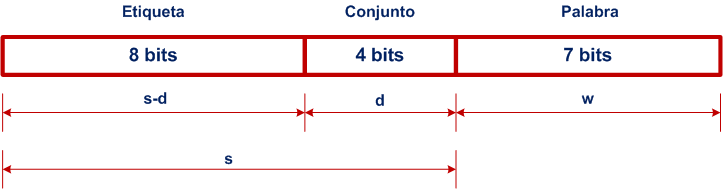 Etiqueta Conjunto Palabra
8 bits 4 bits 7 bits
s-d d w
s